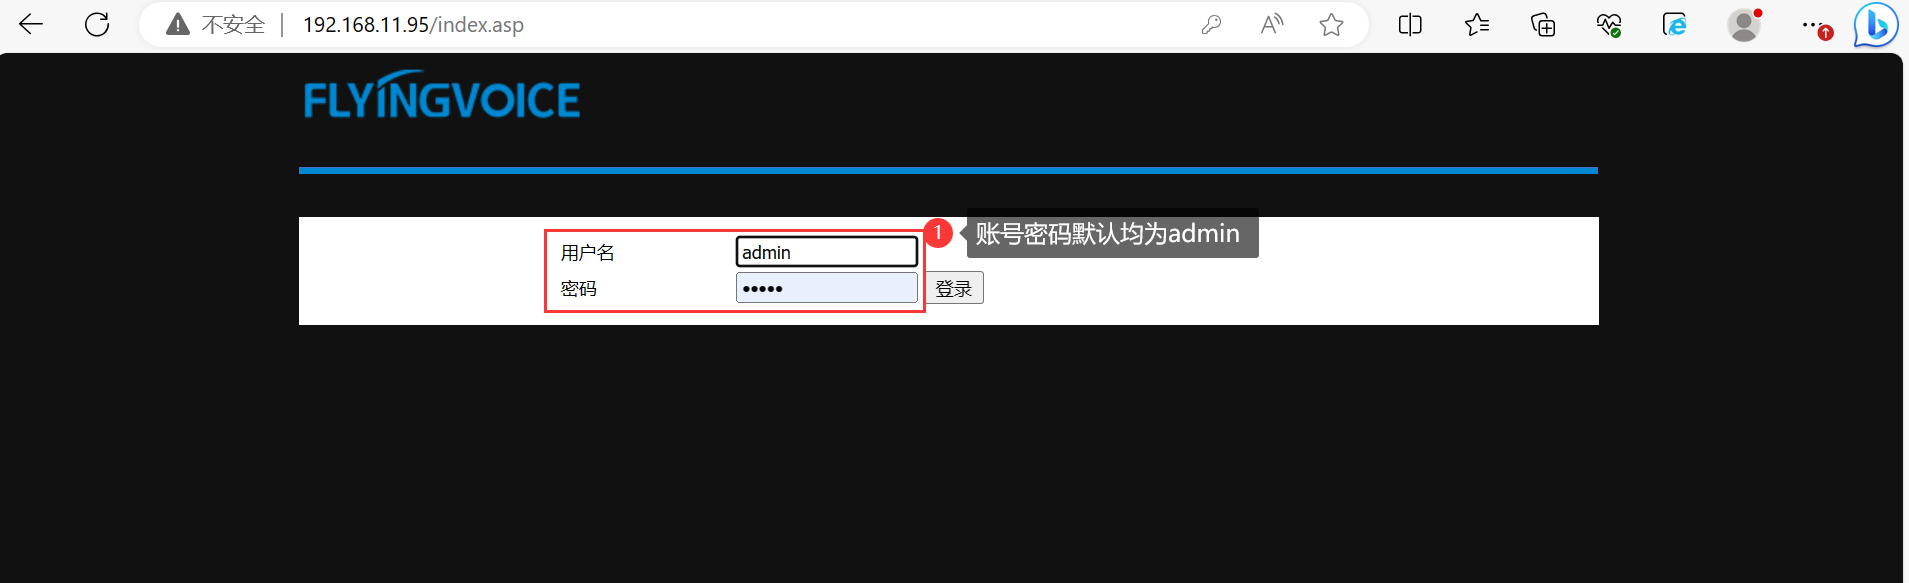 不安全 192.168.11.95/index.asp
FLYINGVOICE
1 账号密码默认均为admin
用户名 admin
密码 ••••• 登录